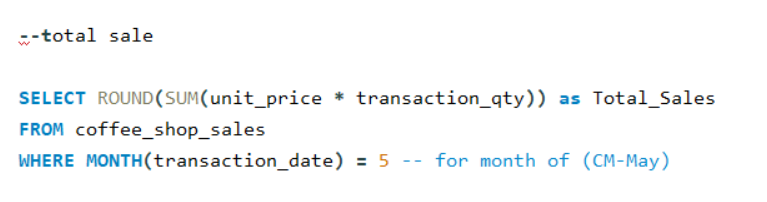 --total sale
SELECT ROUND(SUM(unit_price * transaction_qty)) as Total_Sales
FROM coffee_shop_sales
WHERE MONTH(transaction_date) = 5 -- for month of (CM-May)